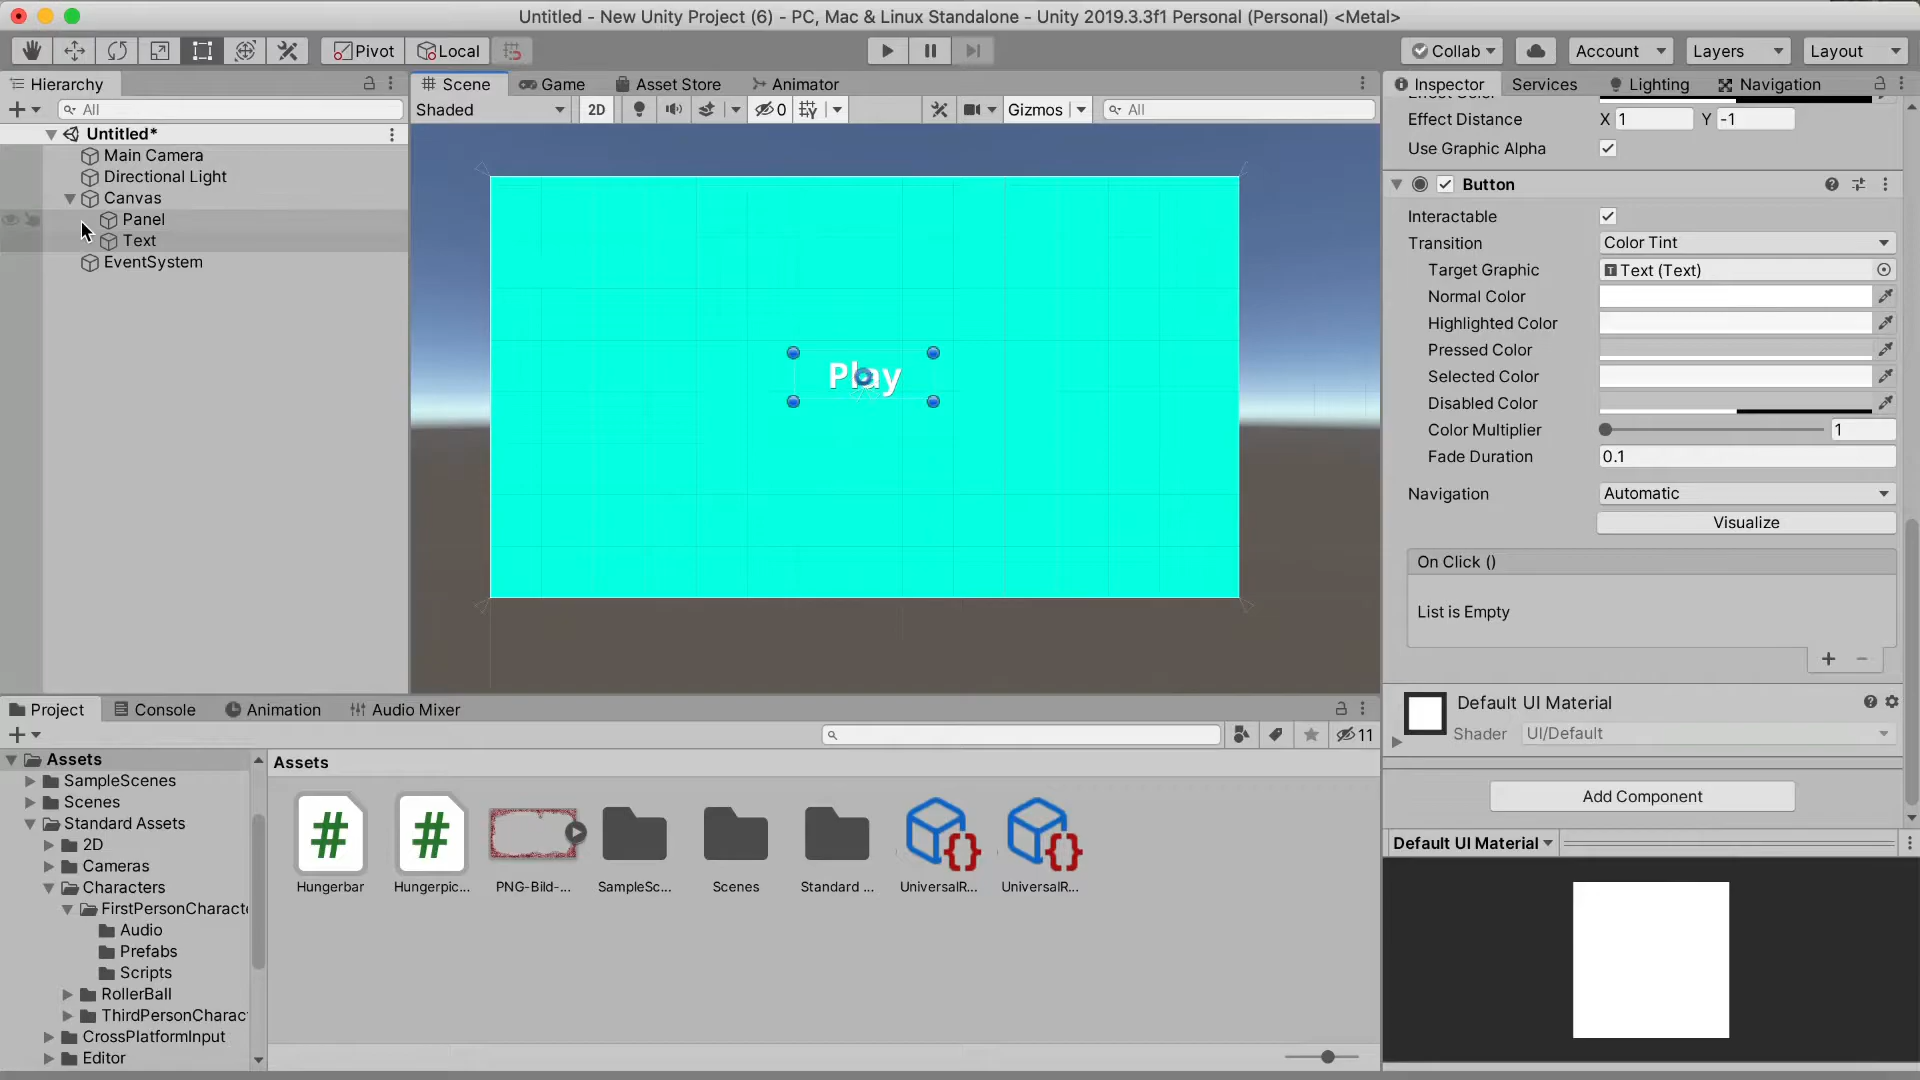 Untitled - New Unity Project (6) - PC, Mac & Linux Standalone - Unity 2019.3.3f1 Personal (Personal) <Metal>
Pivot Local Collab Account Layers Layout
Hierarchy
All
Untitled*
Main Camera
Directional Light
Canvas
Panel
Text
EventSystem
Scene Game Asset Store Animator
Shaded 2D 0 Gizmos All
Play
Inspector Services Lighting Navigation
Effect Distance X 1 Y -1
Use Graphic Alpha
Button
Interactable
Transition Color Tint
Target Graphic Text (Text)
Normal Color
Highlighted Color
Pressed Color
Selected Color
Disabled Color
Color Multiplier 1
Fade Duration 0.1
Navigation Automatic
Visualize
On Click ()
List is Empty
Default UI Material
Shader UI/Default
Add Component
Default UI Material
Project Console Animation Audio Mixer
11
Assets
SampleScenes
Scenes
Standard Assets
2D
Cameras
Characters
FirstPersonCharacte
Audio
Prefabs
Scripts
RollerBall
ThirdPersonCharac
CrossPlatformInput
Editor
Assets
Hungerbar Hungerpic... PNG-Bild-... SampleSc... Scenes Standard ... UniversalR... UniversalR...